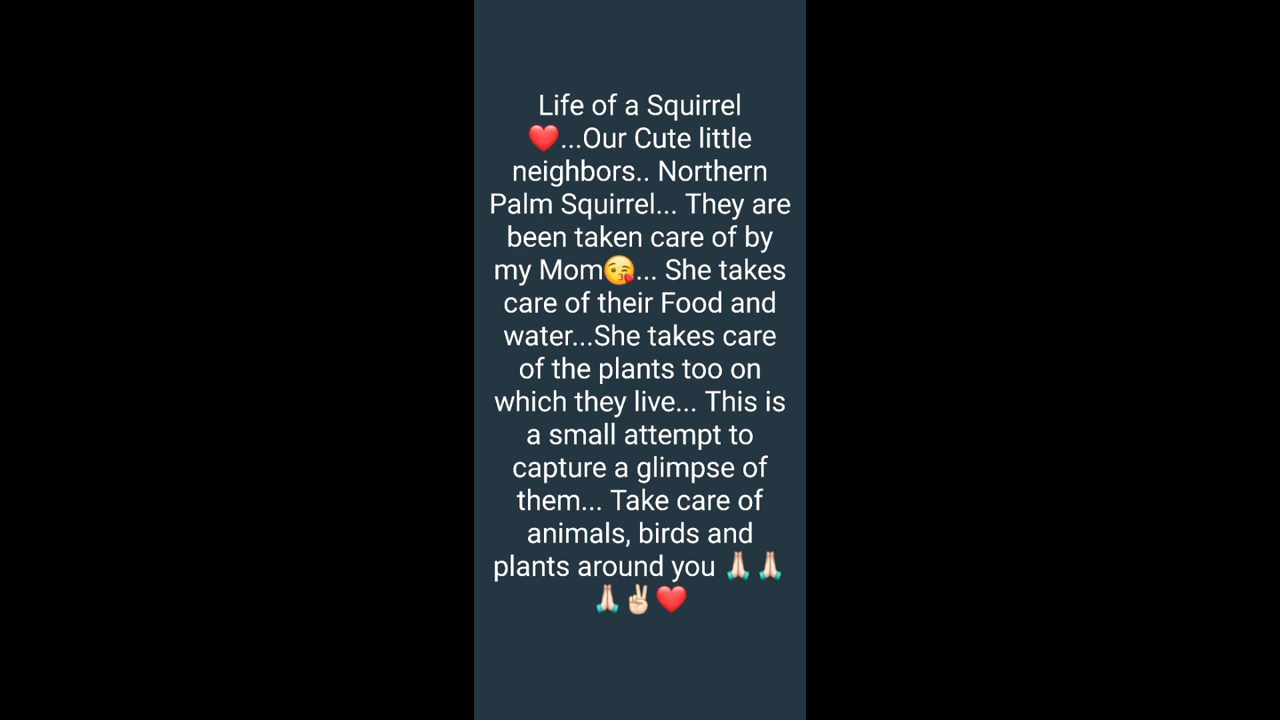 Life of a Squirrel
❤️...Our Cute little
neighbors.. Northern
Palm Squirrel... They are
been taken care of by
my Mom😘... She takes
care of their Food and
water...She takes care
of the plants too on
which they live... This is
a small attempt to
capture a glimpse of
them... Take care of
animals, birds and
plants around you 🙏🏻🙏🏻
🙏🏻✌🏻❤️